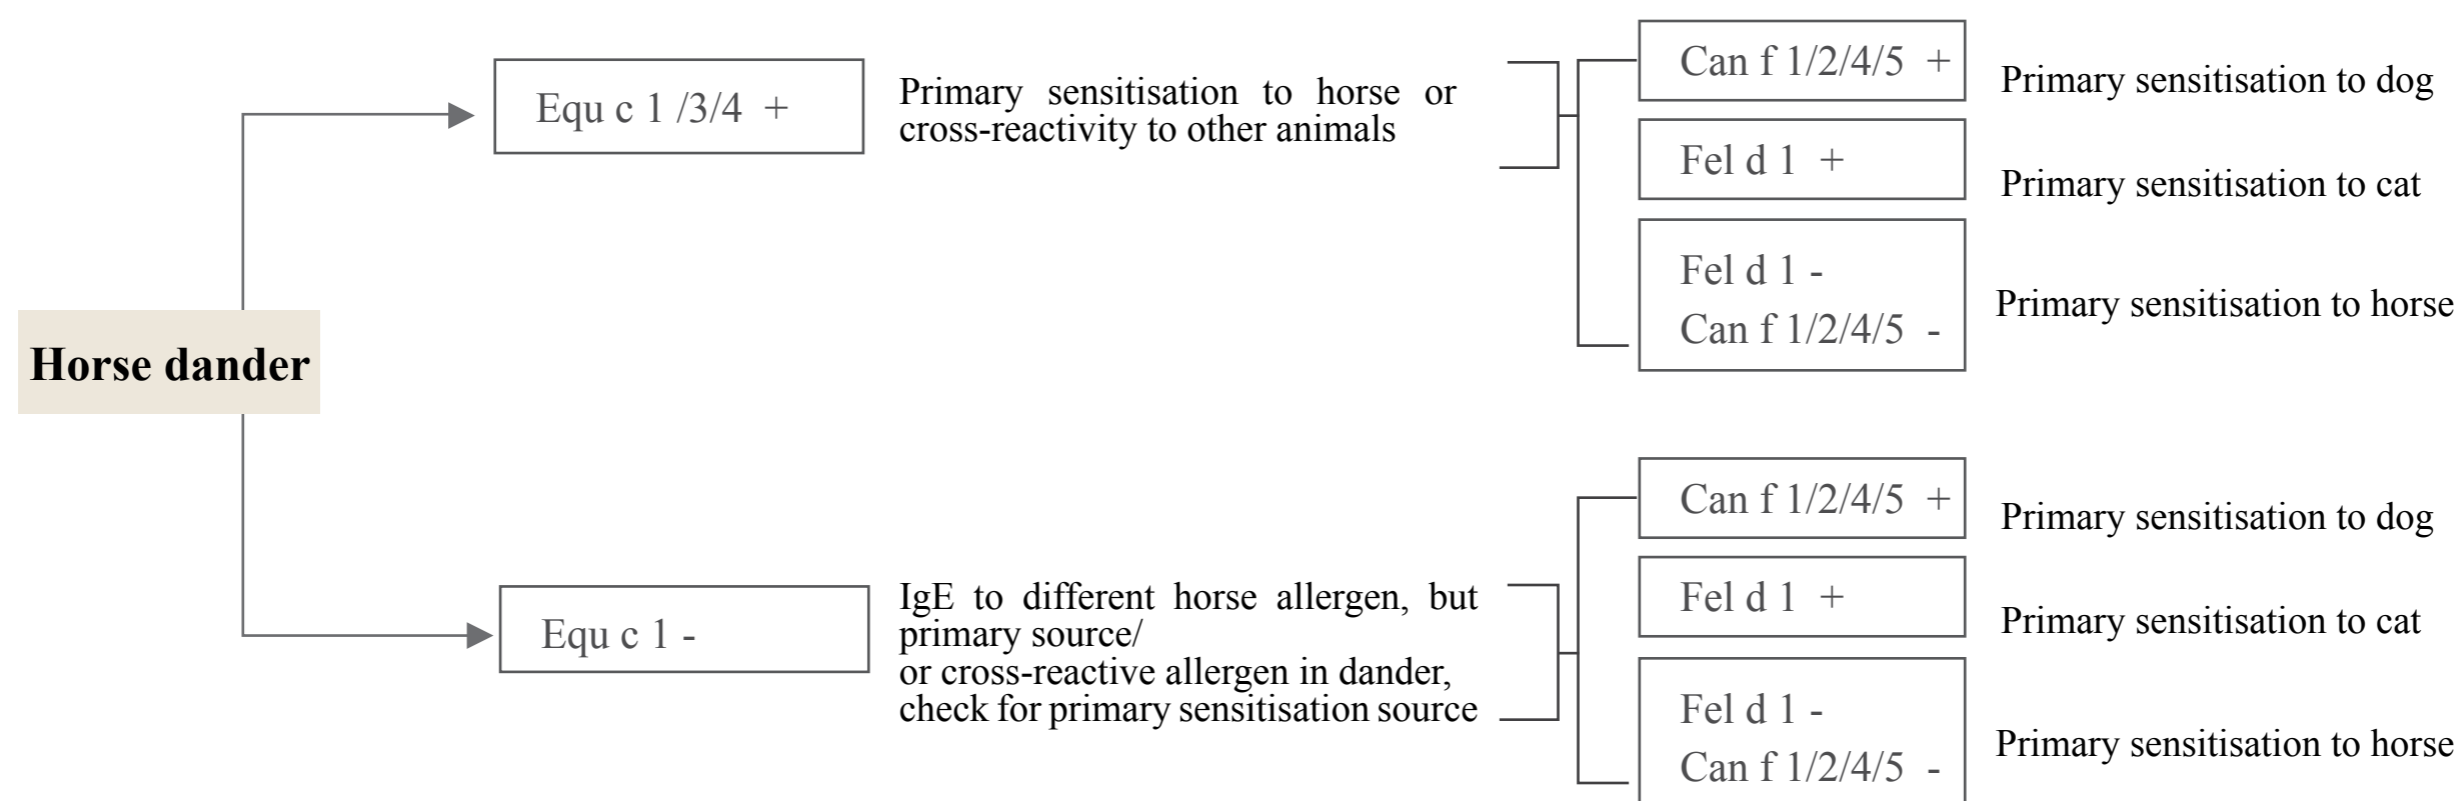 Horse dander
Equ c 1 /3/4 +
Primary sensitisation to horse or
cross-reactivity to other animals
Can f 1/2/4/5 +
Primary sensitisation to dog
Fel d 1 +
Primary sensitisation to cat
Fel d 1 -
Can f 1/2/4/5 -
Primary sensitisation to horse
Equ c 1 -
IgE to different horse allergen, but
primary source/
or cross-reactive allergen in dander,
check for primary sensitisation source
Can f 1/2/4/5 +
Primary sensitisation to dog
Fel d 1 +
Primary sensitisation to cat
Fel d 1 -
Can f 1/2/4/5 -
Primary sensitisation to horse